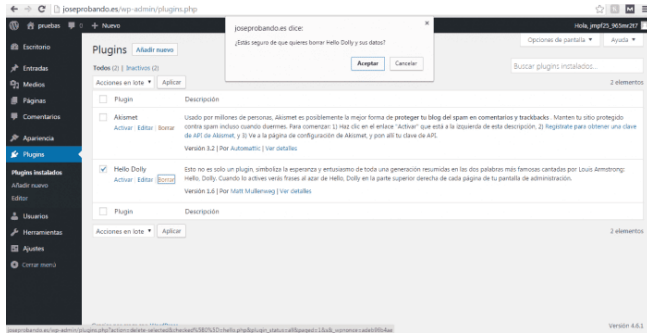 joseprobando.es/wp-admin/plugins.php
pruebas 0 + Nuevo
Hola,
joseprobando.es dice:
¿Estás seguro de que quieres borrar Hello Dolly y sus datos?
Aceptar Cancelar
Opciones de pantalla Ayuda
Escritorio
Entradas
Medios
Páginas
Comentarios
Apariencia
Plugins
Plugins instalados
Añadir nuevo
Editor
Usuarios
Herramientas
Ajustes
Cerrar menú
Plugins Añadir nuevo
Todos (2) | Inactivos (2)
Buscar plugins instalados...
Acciones en lote Aplicar
2 elementos
Plugin Descripción
Akismet
Activar | Editar | Borrar
Usado por millones de personas, Akismet es posiblemente la mejor forma de proteger tu blog del spam en comentarios y trackbacks. Manten tu sitio protegido
contra spam incluso cuando duermes. Para comenzar: 1) Haz clic en el enlace "Activar" que está a la izquierda de esta descripción, 2) Regístrate para obtener una clave
de API de Akismet, y 3) Ve a la página de configuración de Akismet, y pon allí tu clave de API.
Versión 3.2 | Por Automattic | Ver detalles
Hello Dolly
Activar | Editar | Borrar
Esto no es solo un plugin, simboliza la esperanza y entusiasmo de toda una generación resumidas en las dos palabras más famosas cantadas por Louis Armstrong:
Hello, Dolly. Cuando lo actives verás frases al azar de Hello, Dolly en la parte superior derecha de cada página de tu pantalla de administración.
Versión 1.6 | Por Matt Mullenweg | Ver detalles
Plugin Descripción
Acciones en lote Aplicar
2 elementos
Versión 4.6.1